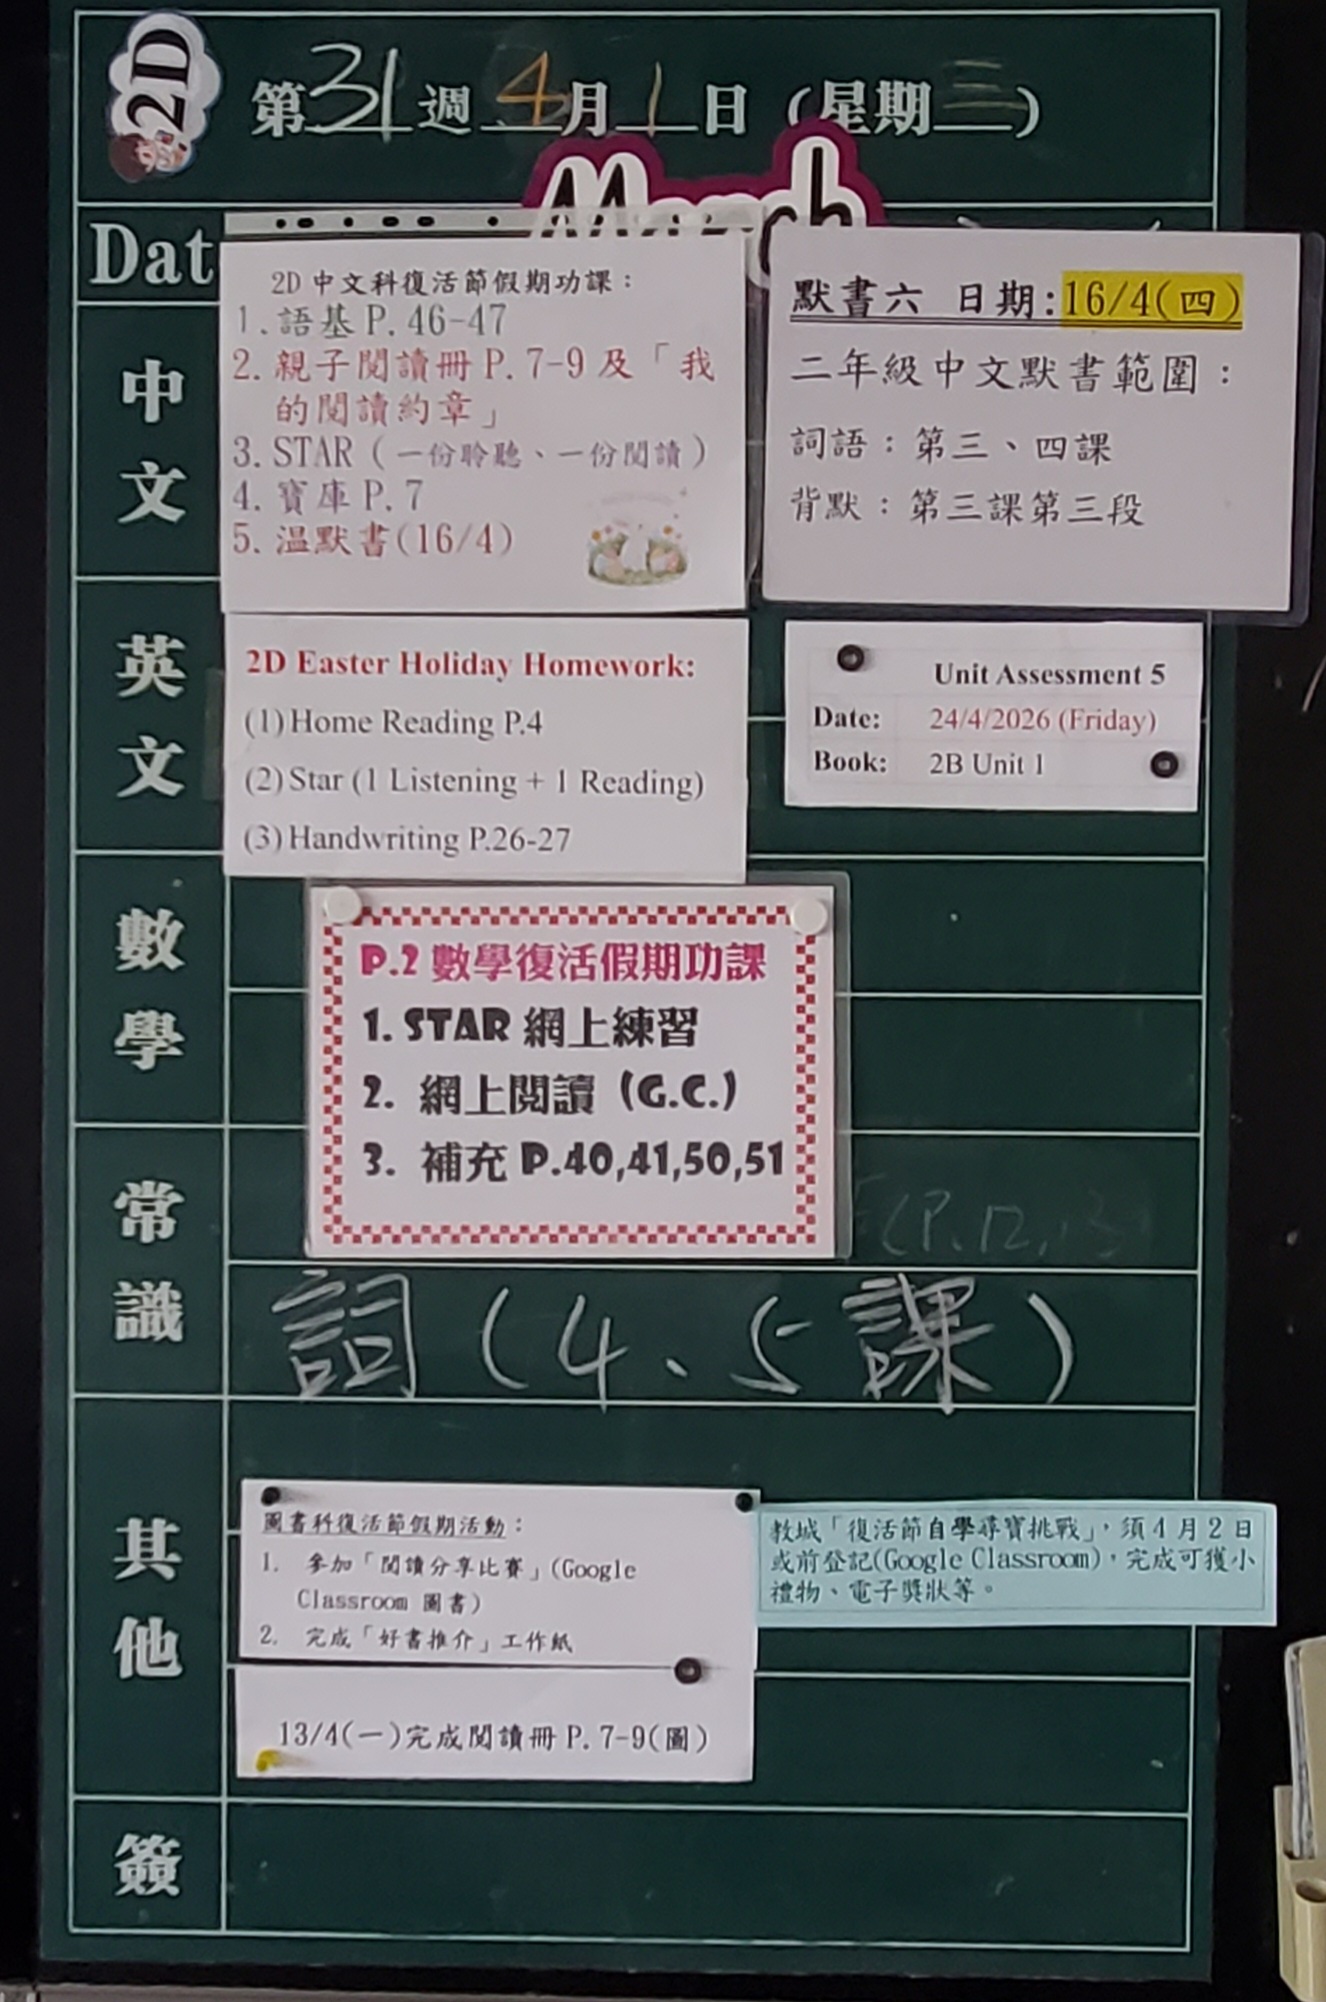 2D
第31週 4月1日（星期三）
March
Dat
中文
2D 中文科復活節假期功課：
1.語基 P.46-47
2.親子閱讀冊 P.7-9 及「我
的閱讀約章」
3.STAR（一份聆聽、一份閱讀）
4.寶庫 P.7
5.温默書(16/4)
默書六 日期:16/4(四)
二年級中文默書範圍：
詞語：第三、四課
背默：第三課第三段
英文
2D Easter Holiday Homework:
(1)Home Reading P.4
(2)Star (1 Listening + 1 Reading)
(3)Handwriting P.26-27
Unit Assessment 5
Date: 24/4/2026 (Friday)
Book: 2B Unit 1
數學
P.2 數學復活假期功課
1. STAR 網上練習
2. 網上閱讀 (G.C.)
3. 補充 P.40,41,50,51
常識
(P.12,13)
詞(4、5課)
其他
圖書科復活節假期活動：
1. 參加「閱讀分享比賽」(Google
Classroom 圖書)
2. 完成「好書推介」工作紙
教城「復活節自學尋寶挑戰」，須 4 月 2 日
或前登記(Google Classroom)，完成可獲小
禮物、電子獎狀等。
13/4(一)完成閱讀冊 P.7-9(圖)
簽